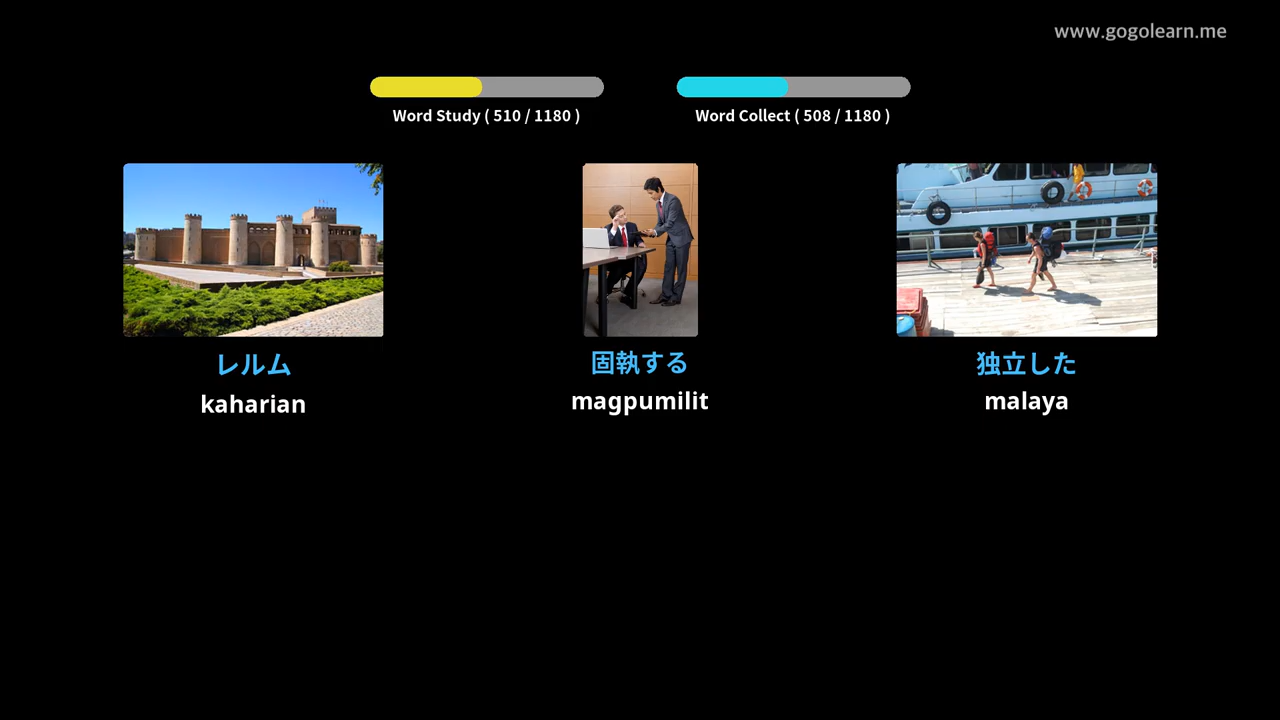 www.gogolearn.me
Word Study ( 510 / 1180 )
Word Collect ( 508 / 1180 )
レルム
kaharian
固執する
magpumilit
独立した
malaya